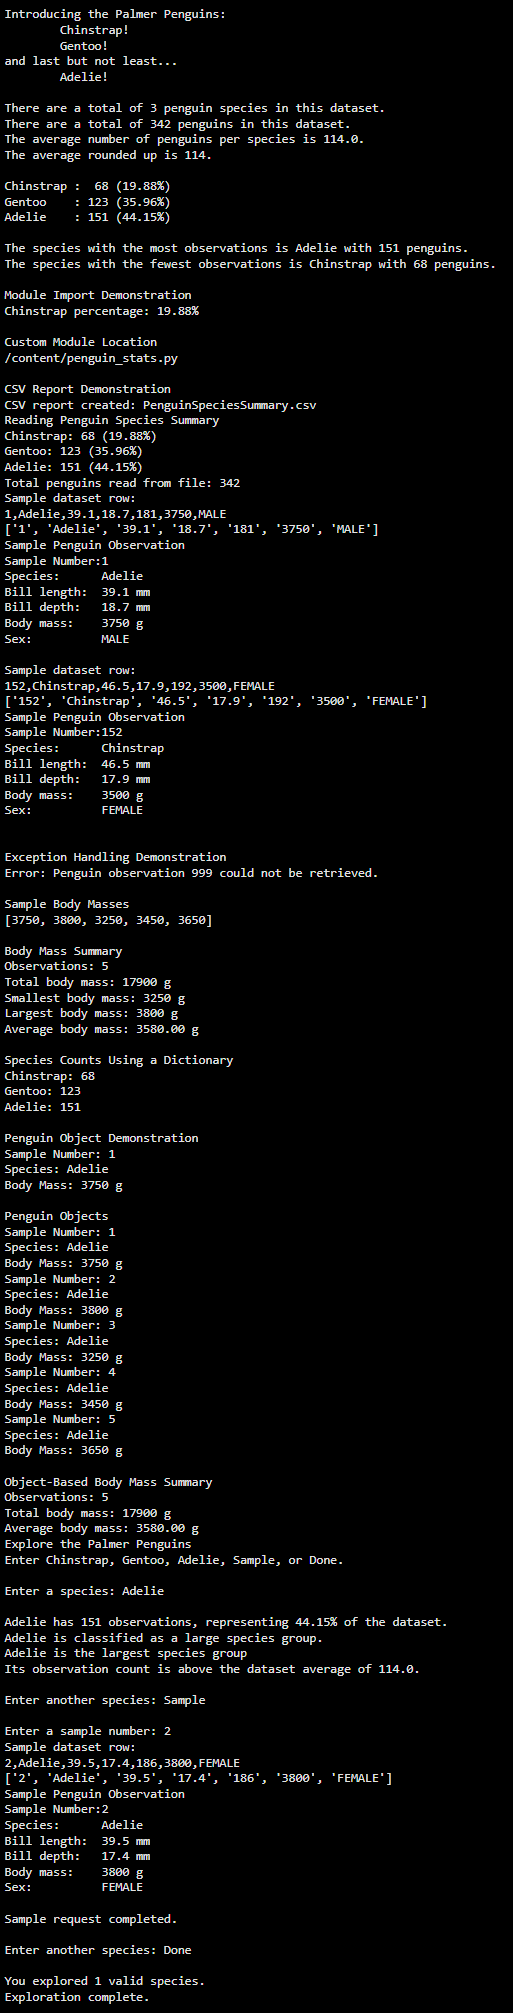 Introducing the Palmer Penguins:
        Chinstrap!
        Gentoo!
and last but not least...
        Adelie!

There are a total of 3 penguin species in this dataset.
There are a total of 342 penguins in this dataset.
The average number of penguins per species is 114.0.
The average rounded up is 114.

Chinstrap :  68 (19.88%)
Gentoo    : 123 (35.96%)
Adelie    : 151 (44.15%)

The species with the most observations is Adelie with 151 penguins.
The species with the fewest observations is Chinstrap with 68 penguins.

Module Import Demonstration
Chinstrap percentage: 19.88%

Custom Module Location
/content/penguin_stats.py

CSV Report Demonstration
CSV report created: PenguinSpeciesSummary.csv
Reading Penguin Species Summary
Chinstrap: 68 (19.88%)
Gentoo: 123 (35.96%)
Adelie: 151 (44.15%)
Total penguins read from file: 342
Sample dataset row:
1,Adelie,39.1,18.7,181,3750,MALE
['1', 'Adelie', '39.1', '18.7', '181', '3750', 'MALE']
Sample Penguin Observation
Sample Number:1
Species:      Adelie
Bill length:  39.1 mm
Bill depth:   18.7 mm
Body mass:    3750 g
Sex:          MALE

Sample dataset row:
152,Chinstrap,46.5,17.9,192,3500,FEMALE
['152', 'Chinstrap', '46.5', '17.9', '192', '3500', 'FEMALE']
Sample Penguin Observation
Sample Number:152
Species:      Chinstrap
Bill length:  46.5 mm
Bill depth:   17.9 mm
Body mass:    3500 g
Sex:          FEMALE


Exception Handling Demonstration
Error: Penguin observation 999 could not be retrieved.

Sample Body Masses
[3750, 3800, 3250, 3450, 3650]

Body Mass Summary
Observations: 5
Total body mass: 17900 g
Smallest body mass: 3250 g
Largest body mass: 3800 g
Average body mass: 3580.00 g

Species Counts Using a Dictionary
Chinstrap: 68
Gentoo: 123
Adelie: 151

Penguin Object Demonstration
Sample Number: 1
Species: Adelie
Body Mass: 3750 g

Penguin Objects
Sample Number: 1
Species: Adelie
Body Mass: 3750 g
Sample Number: 2
Species: Adelie
Body Mass: 3800 g
Sample Number: 3
Species: Adelie
Body Mass: 3250 g
Sample Number: 4
Species: Adelie
Body Mass: 3450 g
Sample Number: 5
Species: Adelie
Body Mass: 3650 g

Object-Based Body Mass Summary
Observations: 5
Total body mass: 17900 g
Average body mass: 3580.00 g
Explore the Palmer Penguins
Enter Chinstrap, Gentoo, Adelie, Sample, or Done.

Enter a species: Adelie

Adelie has 151 observations, representing 44.15% of the dataset.
Adelie is classified as a large species group.
Adelie is the largest species group
Its observation count is above the dataset average of 114.0.

Enter another species: Sample

Enter a sample number: 2
Sample dataset row:
2,Adelie,39.5,17.4,186,3800,FEMALE
['2', 'Adelie', '39.5', '17.4', '186', '3800', 'FEMALE']
Sample Penguin Observation
Sample Number:2
Species:      Adelie
Bill length:  39.5 mm
Bill depth:   17.4 mm
Body mass:    3800 g
Sex:          FEMALE

Sample request completed.

Enter another species: Done

You explored 1 valid species.
Exploration complete.